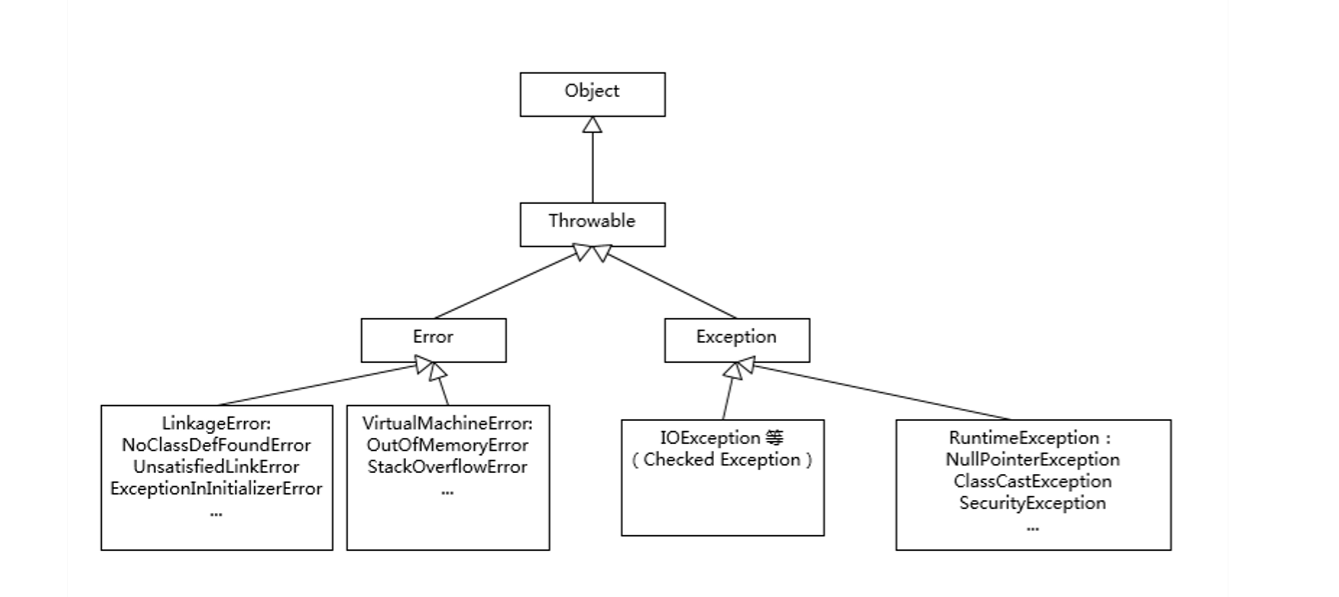 Object
Throwable
Error
Exception
LinkageError:
NoClassDefFoundError
UnsatisfiedLinkError
ExceptionInInitializerError
...
VirtualMachineError:
OutOfMemoryError
StackOverflowError
...
IOException 等
( Checked Exception )
RuntimeException :
NullPointerException
ClassCastException
SecurityException
...